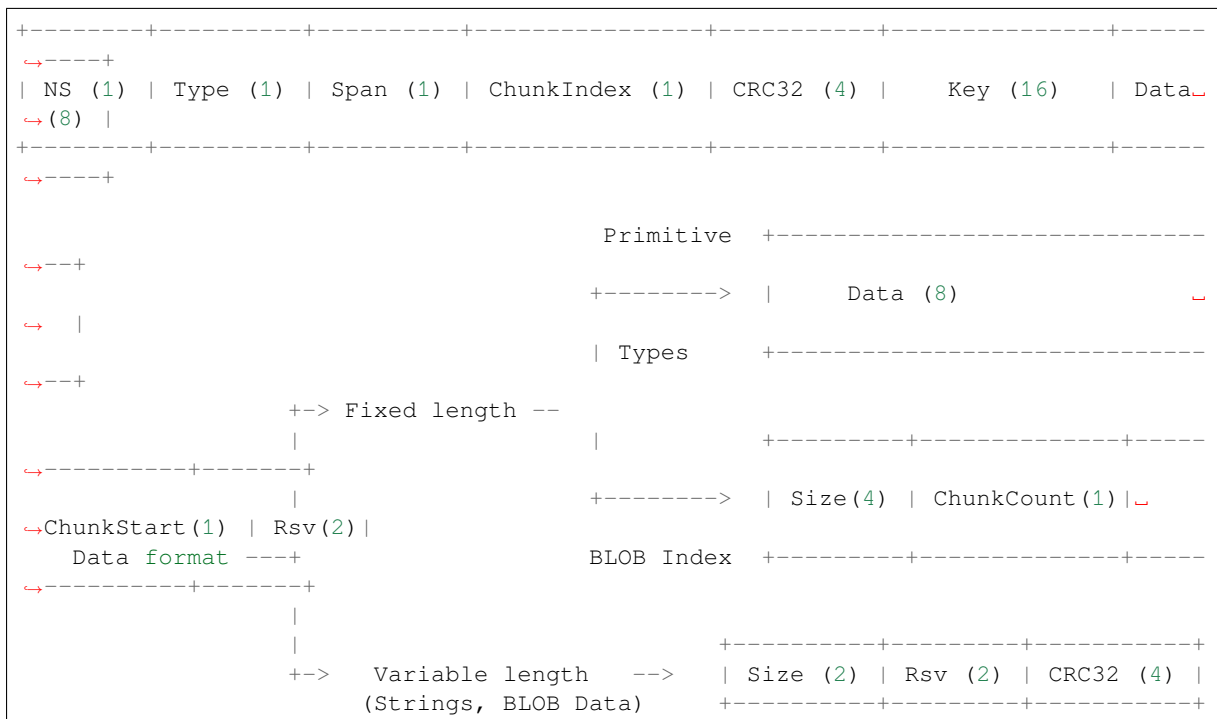 +--------+----------+----------+---------------+-----------+--------------+------
↪----+
| NS (1) | Type (1) | Span (1) | ChunkIndex (1) | CRC32 (4) |    Key (16)   | Data␣
↪(8) |
+--------+----------+----------+---------------+-----------+--------------+------
↪----+
                                       Primitive  +-----------------------------
↪--+
                                      +-------->  |     Data (8)                ␣
↪  |
                                      | Types     +-----------------------------
↪--+
                   +-> Fixed length --
                   |                  |           +---------+--------------+-----
↪----------+-------+
                   |                  +-------->  | Size(4) | ChunkCount(1)|␣
↪ChunkStart(1) | Rsv(2)|
    Data format ---+                  BLOB Index  +---------+--------------+-----
↪----------+-------+
                   |
                   |                             +----------+---------+-----------+
                   +->   Variable length   -->   | Size (2) | Rsv (2) | CRC32 (4) |
                        (Strings, BLOB Data)     +----------+---------+-----------+